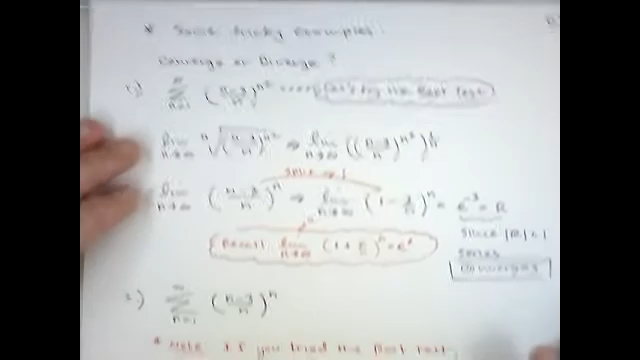 * Some tricky examples.
Converge or Diverge?
1.) ∞ Σ n=1 (n-3/n)^n² Let's try the Root Test
lim n→∞ ⁿ√(n-3/n)^n² ⇒ lim n→∞ ((n-3/n)^n²)^1/n
lim n→∞ (n-3/n)^n ⇒ lim n→∞ (1-3/n)^n = e^-3 = R
Recall lim n→∞ (1+ /n)^n = e
since |R|<1
series
converges
2.) ∞ Σ n=1 (n-3/n)^n
* Note if you tried the Root test